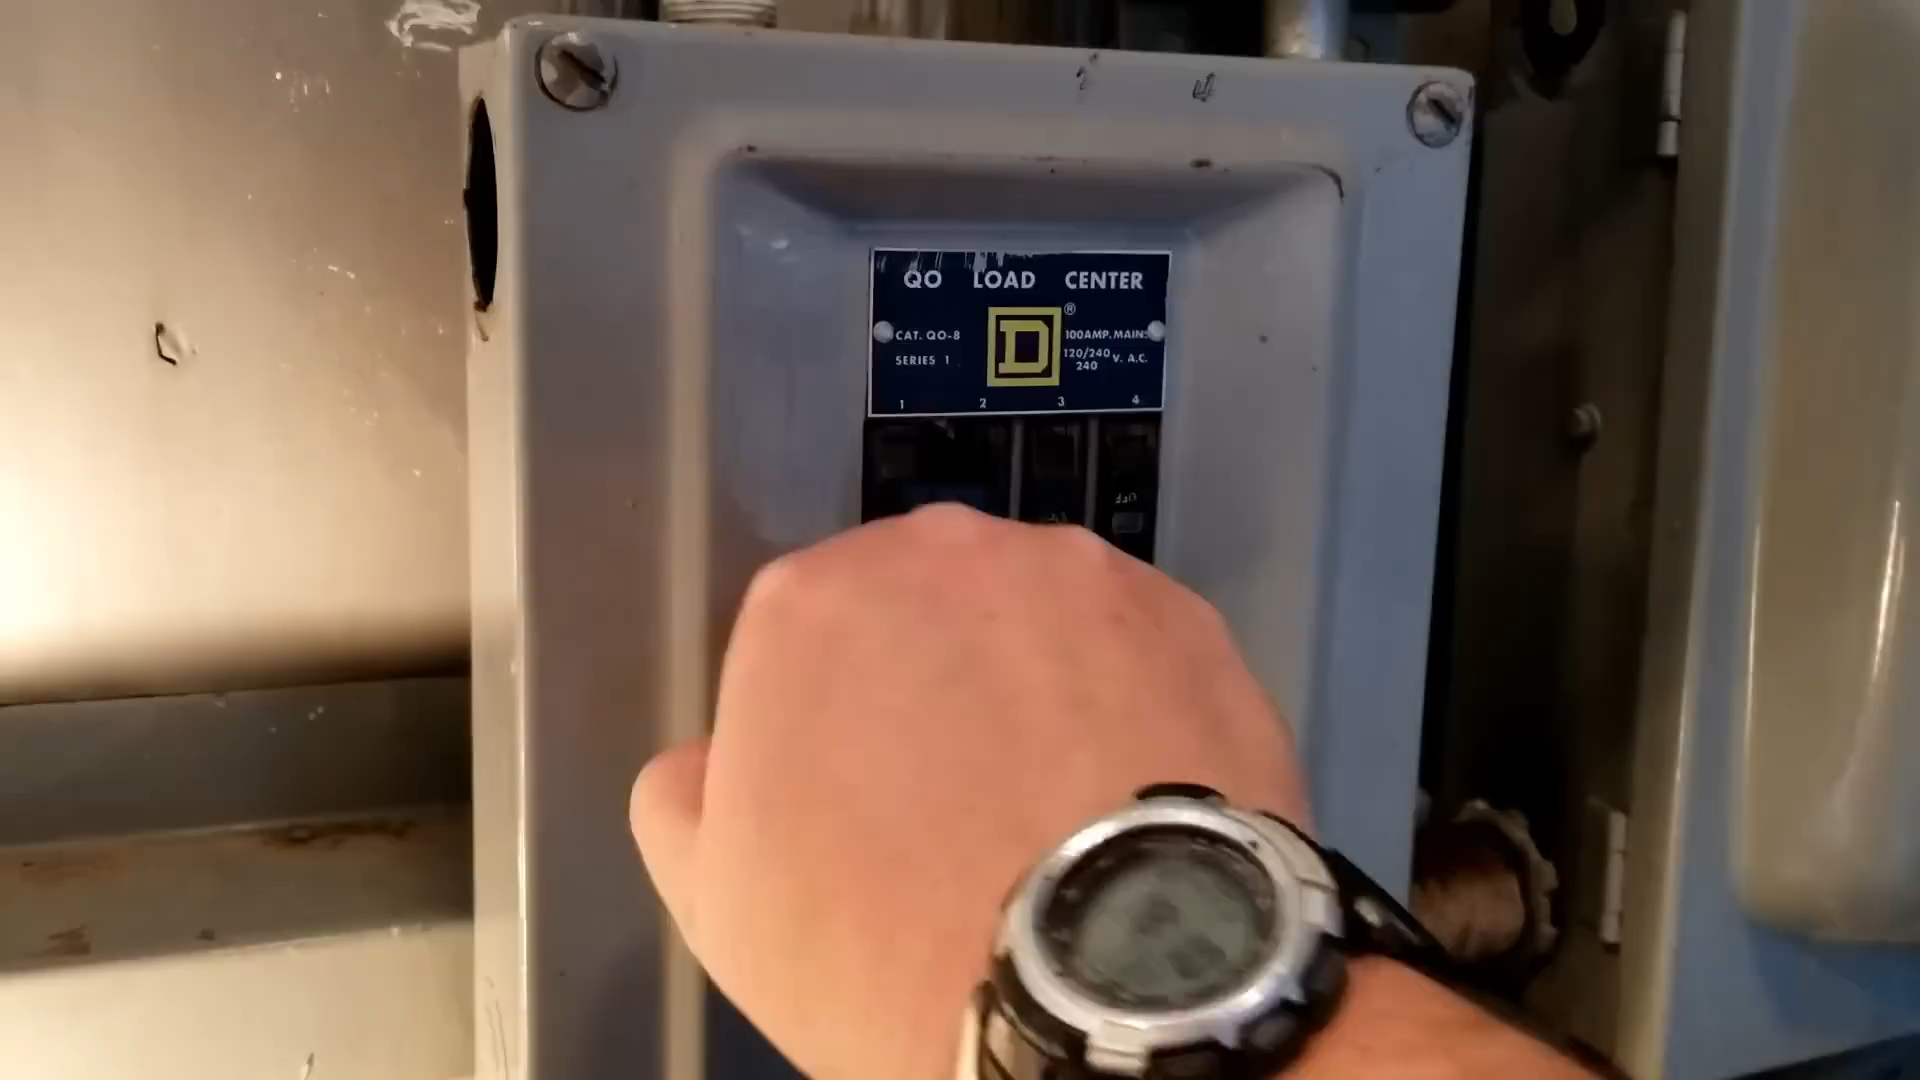 QO LOAD CENTER
®
D
CAT. QO-8
SERIES 1
100AMP. MAINS
120/240 V. A.C.
240
1 2 3 4
OFF